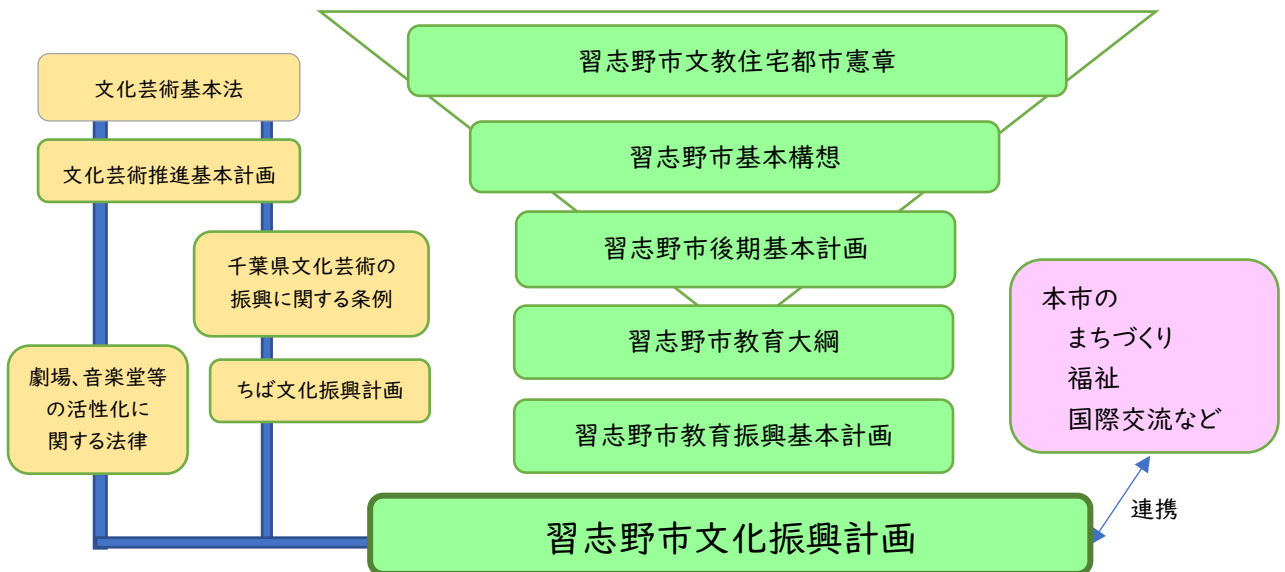 文化芸術基本法
文化芸術推進基本計画
千葉県文化芸術の
振興に関する条例
劇場、音楽堂等
の活性化に
関する法律
ちば文化振興計画
習志野市文教住宅都市憲章
習志野市基本構想
習志野市後期基本計画
習志野市教育大綱
習志野市教育振興基本計画
習志野市文化振興計画
本市の
まちづくり
福祉
国際交流など
連携